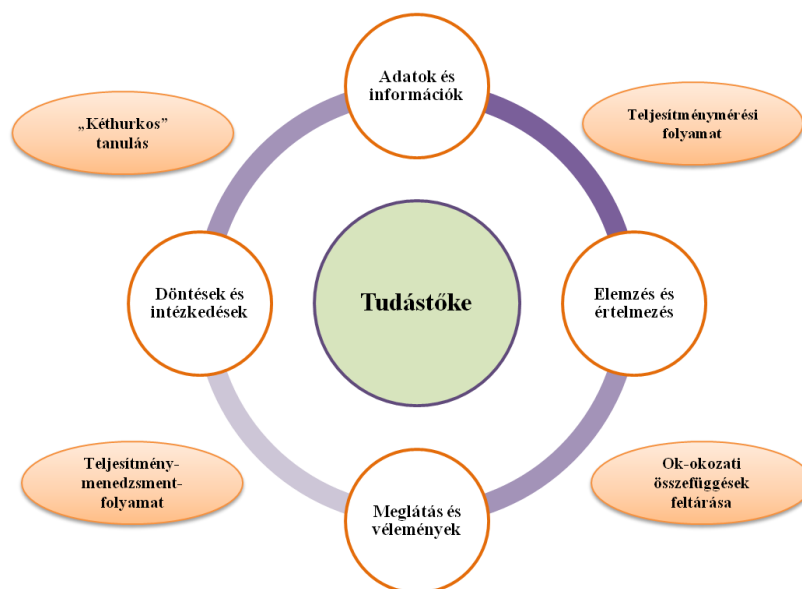 Adatok és
információk
„Kéthurkos”
tanulás
Teljesítménymérési
folyamat
Döntések és
intézkedések
Tudástőke
Elemzés és
értelmezés
Teljesítmény-
menedzsment-
folyamat
Meglátás és
vélemények
Ok-okozati
összefüggések
feltárása